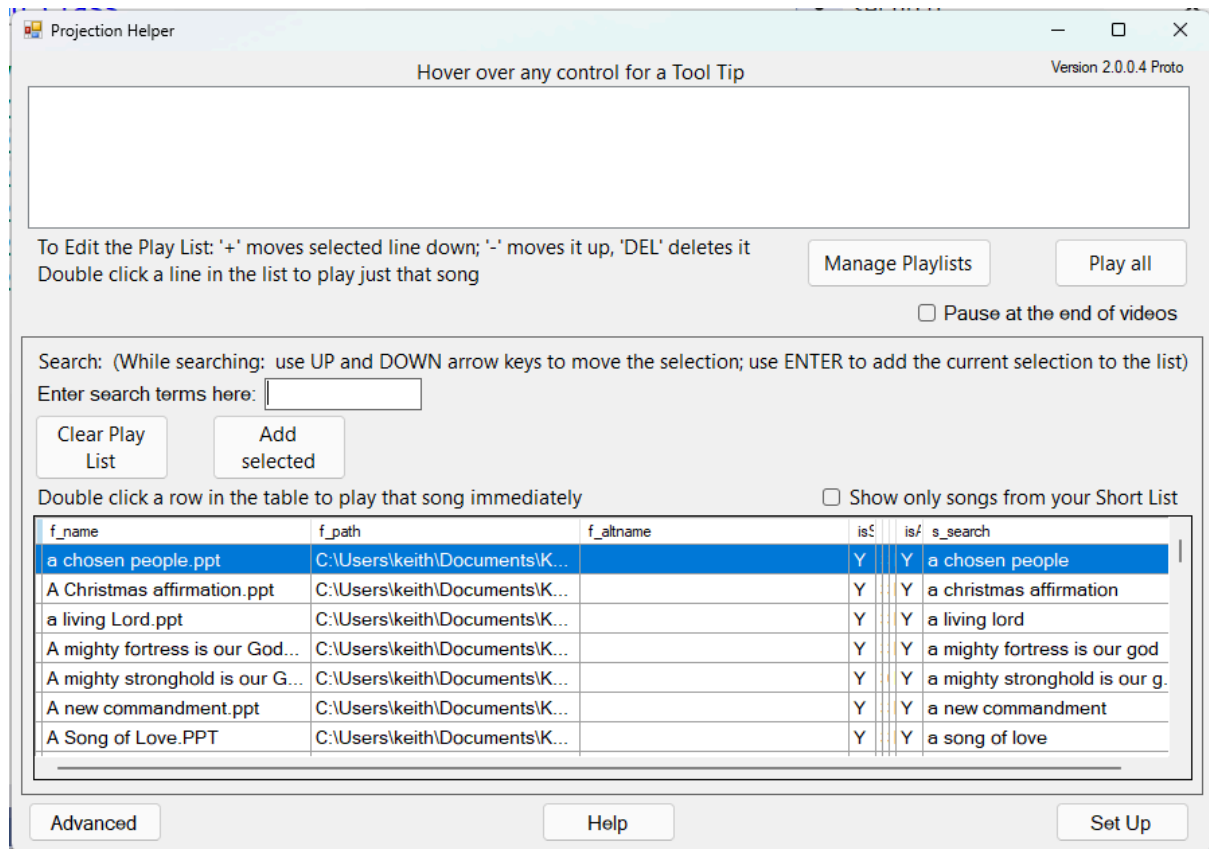 Projection Helper
Hover over any control for a Tool Tip
Version 2.0.0.4 Proto
To Edit the Play List: '+' moves selected line down; '-' moves it up, 'DEL' deletes it
Double click a line in the list to play just that song
Manage Playlists
Play all
Pause at the end of videos
Search: (While searching: use UP and DOWN arrow keys to move the selection; use ENTER to add the current selection to the list)
Enter search terms here:
Clear Play
List
Add
selected
Double click a row in the table to play that song immediately
Show only songs from your Short List
f_name f_path f_altname isS isA s_search
a chosen people.ppt C:\Users\keith\Documents\K... Y Y a chosen people
A Christmas affirmation.ppt C:\Users\keith\Documents\K... Y Y a christmas affirmation
a living Lord.ppt C:\Users\keith\Documents\K... Y Y a living lord
A mighty fortress is our God... C:\Users\keith\Documents\K... Y Y a mighty fortress is our god
A mighty stronghold is our G... C:\Users\keith\Documents\K... Y Y a mighty stronghold is our g.
A new commandment.ppt C:\Users\keith\Documents\K... Y Y a new commandment
A Song of Love.PPT C:\Users\keith\Documents\K... Y Y a song of love
Advanced
Help
Set Up